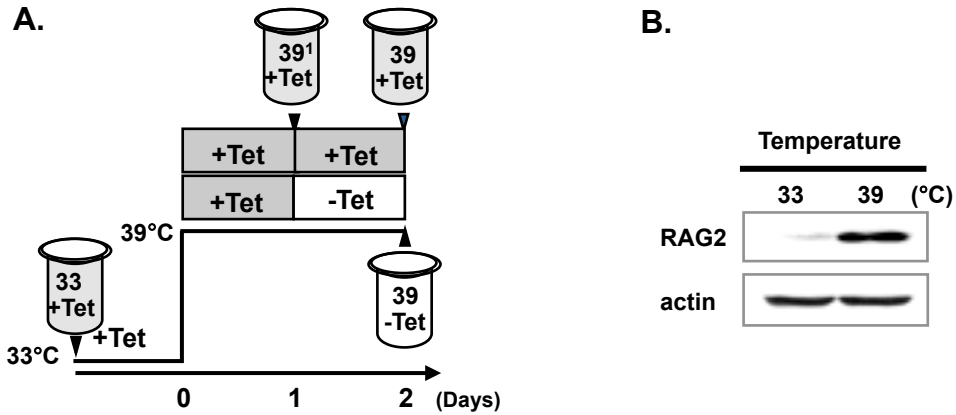 A.
39¹
+Tet
39
+Tet
+Tet
+Tet
+Tet
-Tet
39°C
33
+Tet
39
-Tet
+Tet
33°C
0
1
2
(Days)
B.
Temperature
33
39
(°C)
RAG2
actin